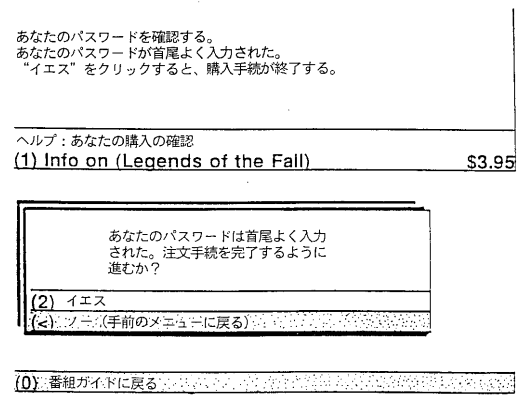 あなたのパスワードを確認する。
あなたのパスワードが首尾よく入力された。
“イエス”をクリックすると、購入手続が終了する。
ヘルプ：あなたの購入の確認
(1) Info on (Legends of the Fall) $3.95
あなたのパスワードは首尾よく入力
された。注文手続を完了するように
進むか？
(2) イエス
(<) ノー（手前のメニューに戻る）
(0) 番組ガイドに戻る